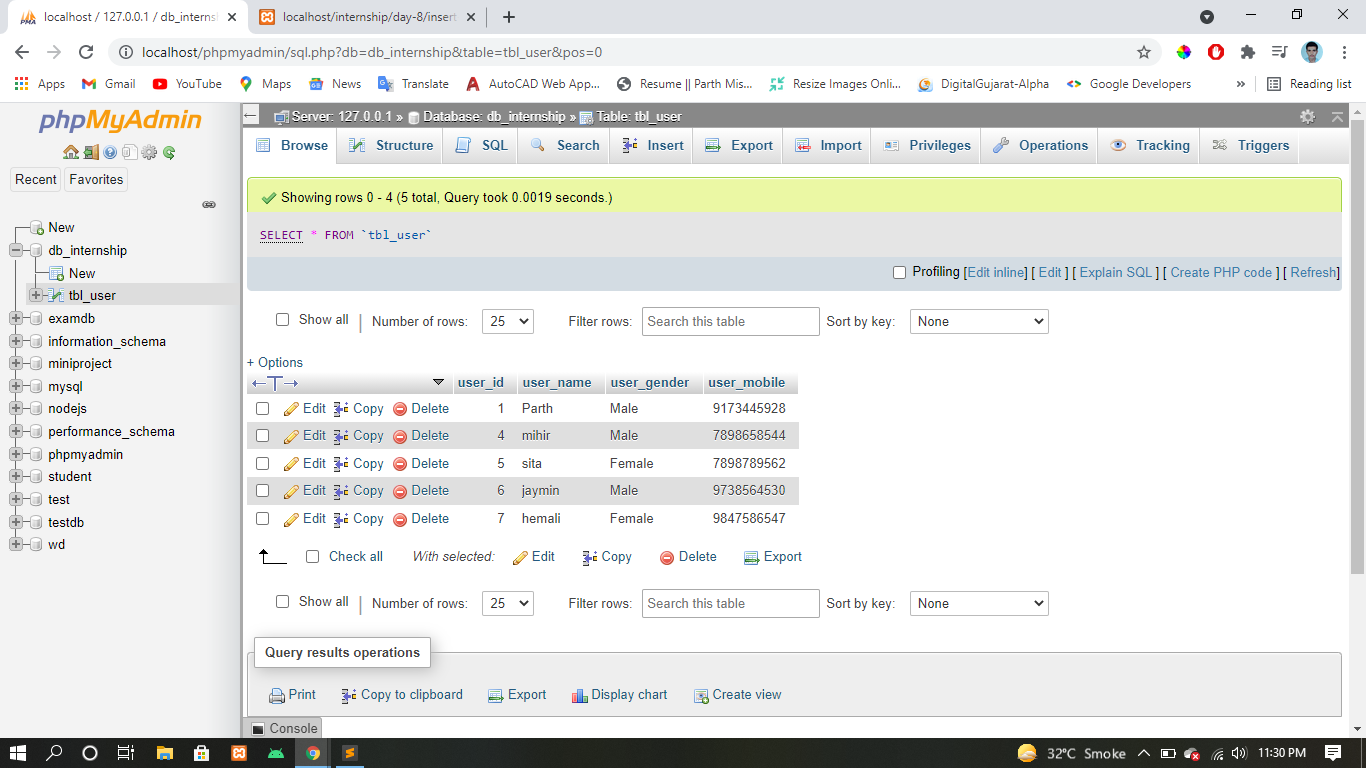 localhost / 127.0.0.1 / db_interns
localhost/internship/day-8/insert
localhost/phpmyadmin/sql.php?db=db_internship&table=tbl_user&pos=0
Apps Gmail YouTube Maps News Translate AutoCAD Web App... Resume || Parth Mis... Resize Images Onli... DigitalGujarat-Alpha Google Developers » Reading list
phpMyAdmin
Recent Favorites
New
db_internship
New
tbl_user
examdb
information_schema
miniproject
mysql
nodejs
performance_schema
phpmyadmin
student
test
testdb
wd
Server: 127.0.0.1 » Database: db_internship » Table: tbl_user
Browse Structure SQL Search Insert Export Import Privileges Operations Tracking Triggers
Showing rows 0 - 4 (5 total, Query took 0.0019 seconds.)
SELECT * FROM `tbl_user`
Profiling [Edit inline] [ Edit ] [ Explain SQL ] [ Create PHP code ] [ Refresh]
Show all | Number of rows: 25 Filter rows: Search this table Sort by key: None
+ Options
←T→ user_id user_name user_gender user_mobile
Edit Copy Delete 1 Parth Male 9173445928
Edit Copy Delete 4 mihir Male 7898658544
Edit Copy Delete 5 sita Female 7898789562
Edit Copy Delete 6 jaymin Male 9738564530
Edit Copy Delete 7 hemali Female 9847586547
Check all With selected: Edit Copy Delete Export
Show all | Number of rows: 25 Filter rows: Search this table Sort by key: None
Query results operations
Print Copy to clipboard Export Display chart Create view
Console
32°C Smoke 11:30 PM